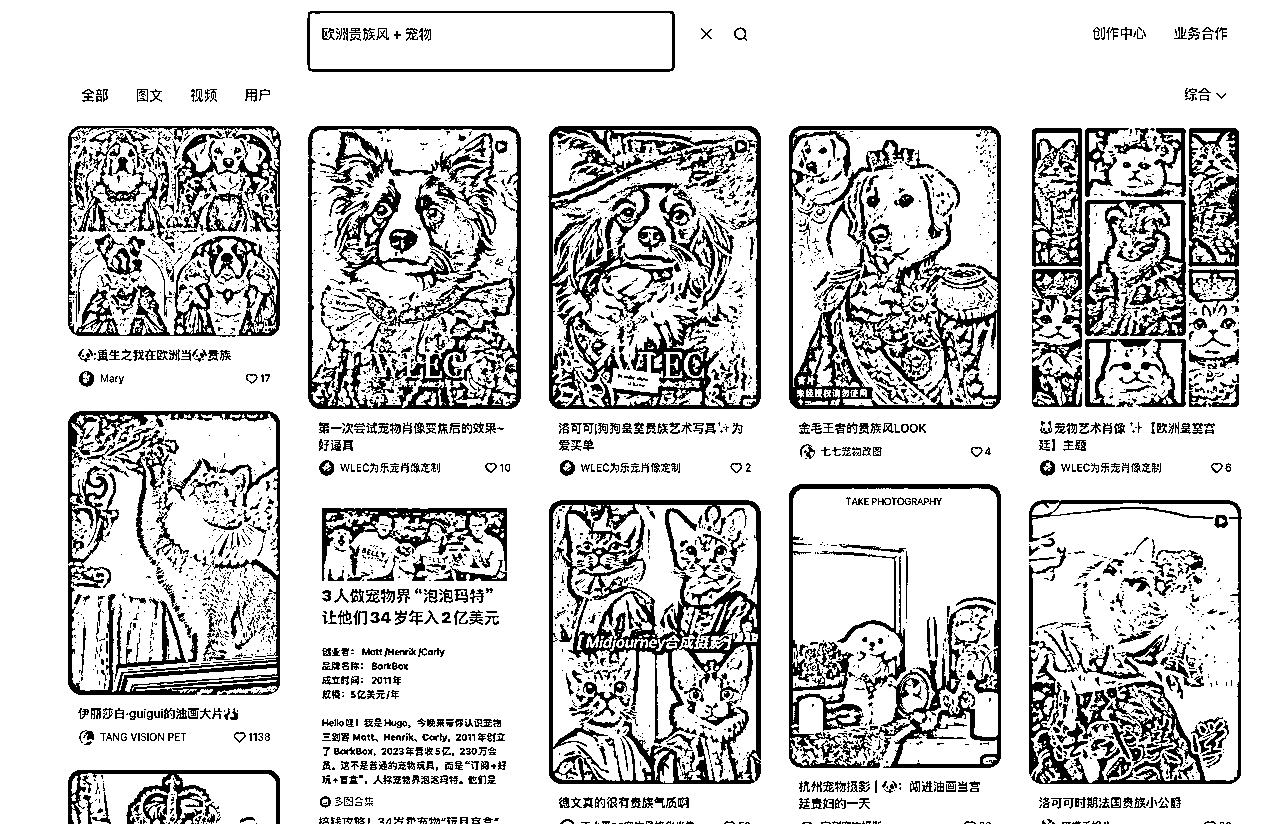 欧洲贵族风 + 宠物
创作中心
业务合作
全部
图文
视频
用户
综合
:重生之我在欧洲当贵族
Mary
17
WLEC
第一次尝试宠物肖像变焦后的效果~
好逼真
WLEC为乐宠肖像定制
10
WLEC
洛可可|狗狗皇室贵族艺术写真✨为
爱买单
WLEC为乐宠肖像定制
2
未经授权请勿使用
金毛王者的贵族风LOOK
七七宠物改图
4
宠物艺术肖像✨【欧洲皇室宫
廷】主题
WLEC为乐宠肖像定制
6
伊丽莎白·guigui的油画大片
TANG VISION PET
1138
3人做宠物界“泡泡玛特”
让他们34岁年入2亿美元
创业者: Matt /Henrik /Carly
品牌名称: BarkBox
成立时间: 2011年
规模: 5亿美元/年
Hello哇! 我是Hugo, 今晚来带你认识宠物
三剑客 Matt、Henrik、Carly, 2011年创立
了 BarkBox, 2023年营收5亿, 230万会
员。这不是普通的宠物玩具, 而是“订阅+好
玩+盲盒”, 人称宠物界泡泡玛特。他们是
多图合集
Midjourney合成摄影
德文真的很有贵族气质啊
TAKE PHOTOGRAPHY
杭州宠物摄影 | : 闯进油画当宫
廷贵妇的一天
洛可可时期法国贵族小公爵